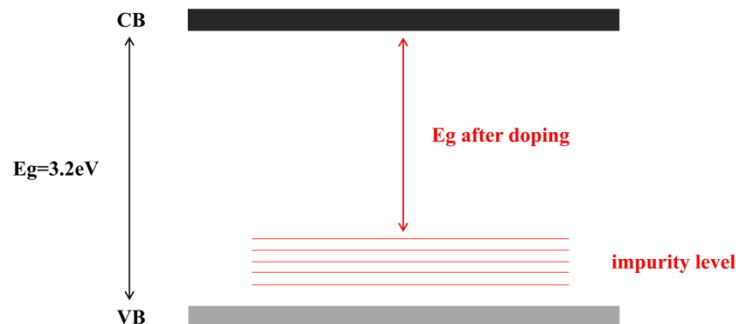 CB
Eg after doping
Eg=3.2eV
impurity level
VB